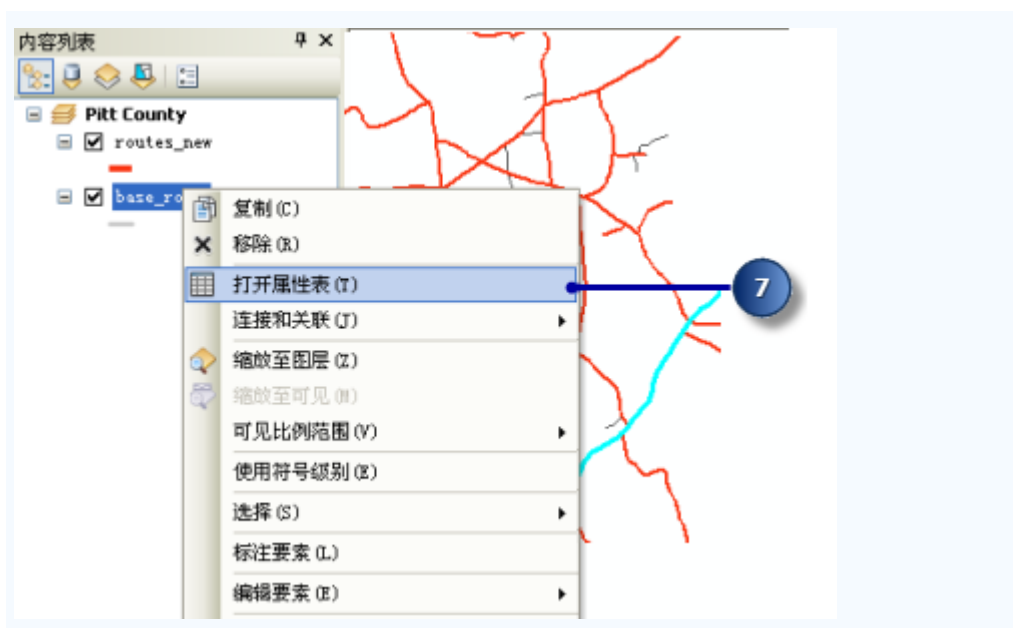 内容列表
Pitt County
routes_new
base_ro
复制(C)
移除(R)
打开属性表(T)
7
连接和关联(J)
缩放至图层(Z)
缩放至可见(M)
可见比例范围(V)
使用符号级别(E)
选择(S)
标注要素(L)
编辑要素(E)